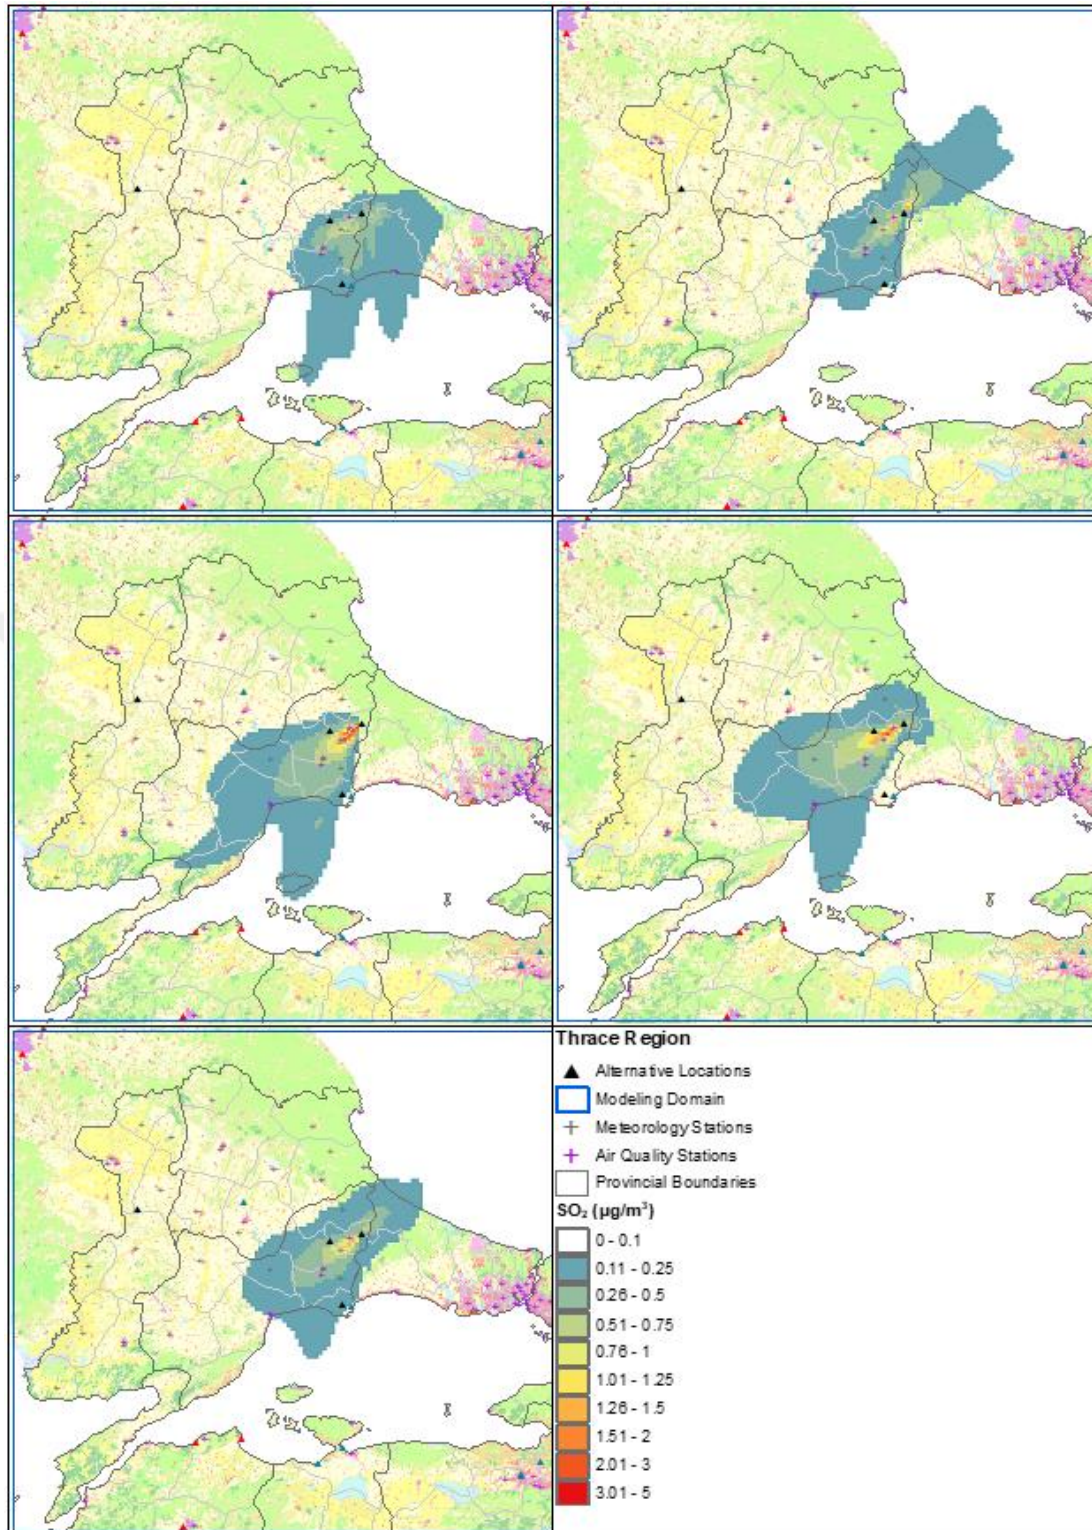 Thrace Region
Alternative Locations
Modeling Domain
Meteorology Stations
Air Quality Stations
Provincial Boundaries
SO₂ (µg/m³)
0 - 0.1
0.11 - 0.25
0.26 - 0.5
0.51 - 0.75
0.76 - 1
1.01 - 1.25
1.26 - 1.5
1.51 - 2
2.01 - 3
3.01 - 5